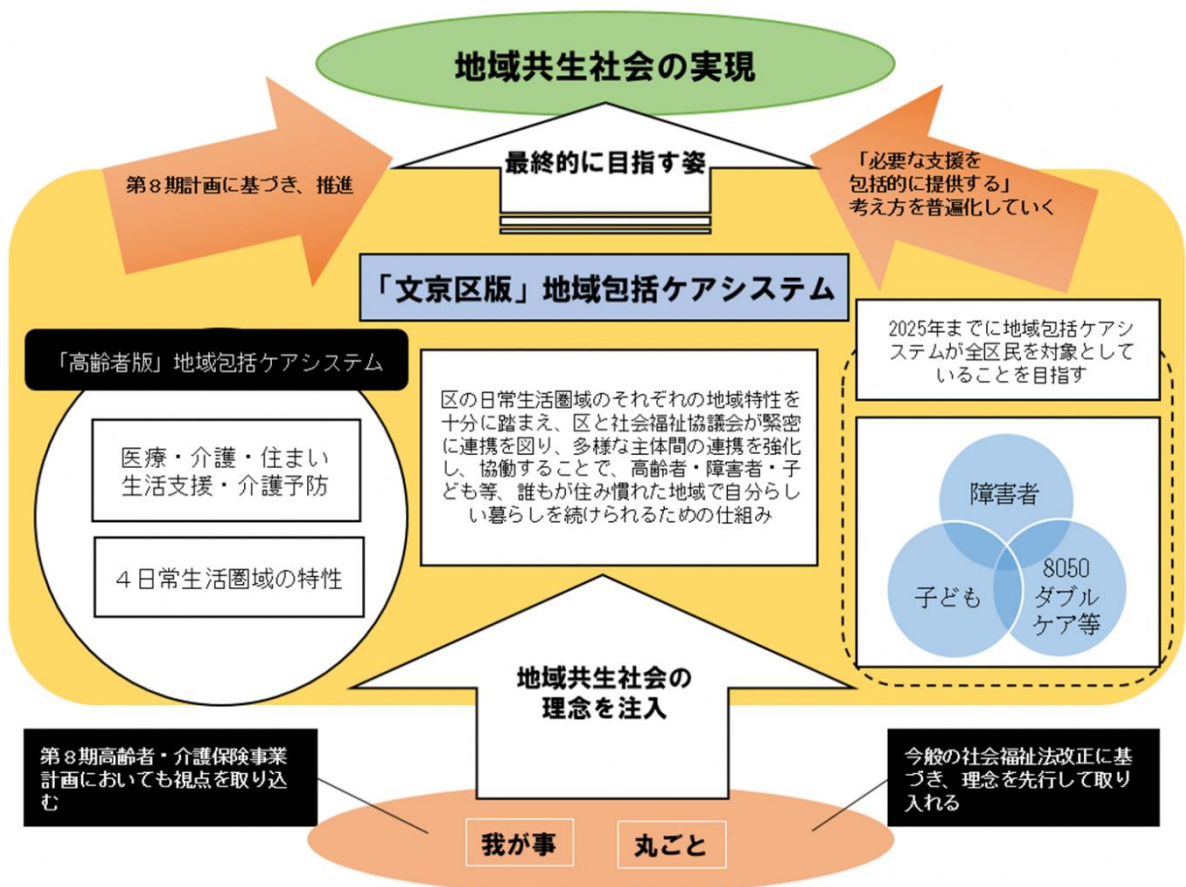 地域共生社会の実現
最終的に目指す姿
第８期計画に基づき、推進
「必要な支援を
包括的に提供する」
考え方を普遍化していく
「文京区版」地域包括ケアシステム
「高齢者版」地域包括ケアシステム
医療・介護・住まい
生活支援・介護予防
４日常生活圏域の特性
区の日常生活圏域のそれぞれの地域特性を
十分に踏まえ、区と社会福祉協議会が緊密
に連携を図り、多様な主体間の連携を強化
し、協働することで、高齢者・障害者・子
ども等、誰もが住み慣れた地域で自分らし
い暮らしを続けられるための仕組み
2025年までに地域包括ケアシ
ステムが全区民を対象として
いることを目指す
障害者
子ども
8050
ダブル
ケア等
地域共生社会の
理念を注入
第８期高齢者・介護保険事業
計画においても視点を取り込
む
今般の社会福祉法改正に基
づき、理念を先行して取り
入れる
我が事
丸ごと